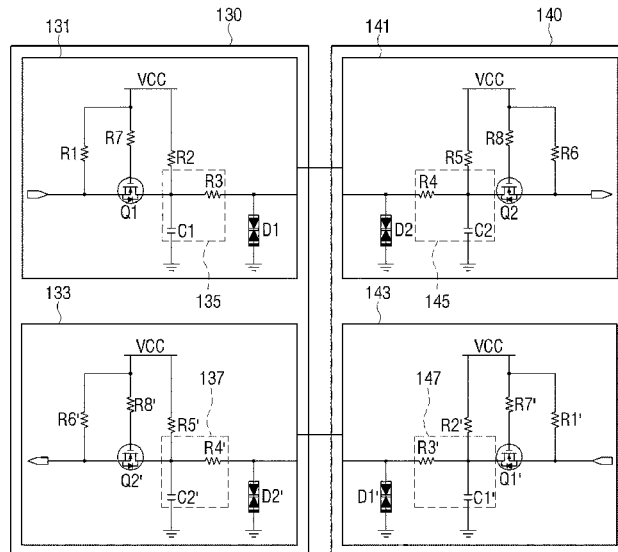 131 130 141 140
VCC VCC
R1 R7 R2 R5 R8 R6
R3 R4
Q1 C1 D1 D2 C2 Q2
135 145
133 143
VCC VCC
137 147
R6' R8' R5' R2' R7' R1'
R4' R3'
Q2' C2' D2' D1' C1' Q1'